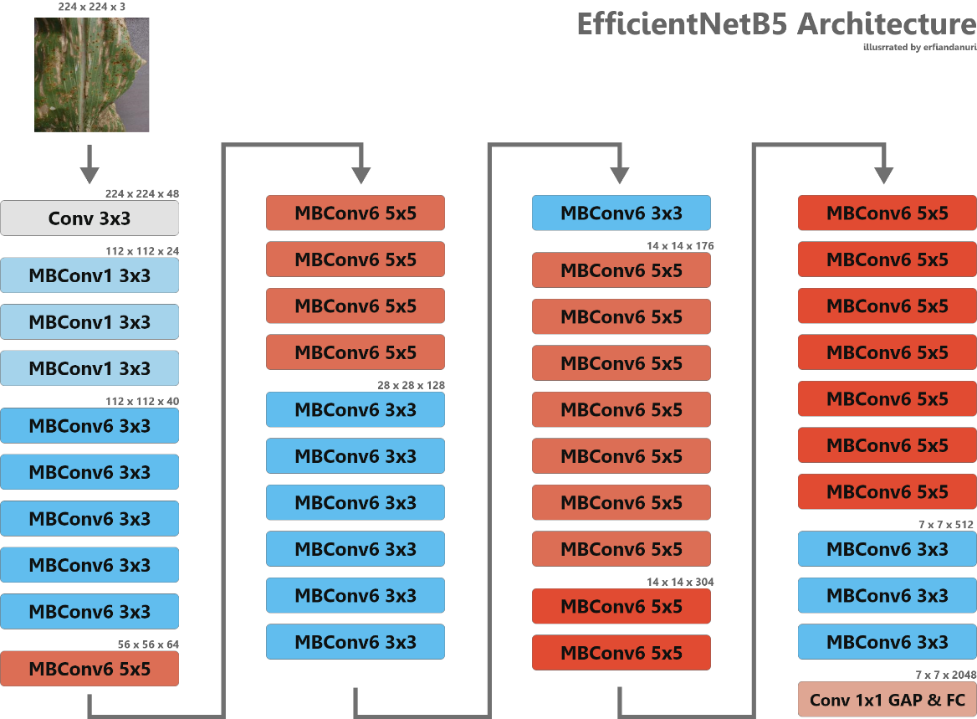 224 x 224 x 3
EfficientNetB5 Architecture
illusrrated by erfiandanuri
224 x 224 x 48
Conv 3x3
112 x 112 x 24
MBConv1 3x3
MBConv1 3x3
MBConv1 3x3
112 x 112 x 40
MBConv6 3x3
MBConv6 3x3
MBConv6 3x3
MBConv6 3x3
MBConv6 3x3
56 x 56 x 64
MBConv6 5x5
MBConv6 5x5
MBConv6 5x5
MBConv6 5x5
MBConv6 5x5
28 x 28 x 128
MBConv6 3x3
MBConv6 3x3
MBConv6 3x3
MBConv6 3x3
MBConv6 3x3
MBConv6 3x3
MBConv6 3x3
14 x 14 x 176
MBConv6 5x5
MBConv6 5x5
MBConv6 5x5
MBConv6 5x5
MBConv6 5x5
MBConv6 5x5
MBConv6 5x5
14 x 14 x 304
MBConv6 5x5
MBConv6 5x5
MBConv6 5x5
MBConv6 5x5
MBConv6 5x5
MBConv6 5x5
MBConv6 5x5
MBConv6 5x5
MBConv6 5x5
7 x 7 x 512
MBConv6 3x3
MBConv6 3x3
MBConv6 3x3
7 x 7 x 2048
Conv 1x1 GAP & FC